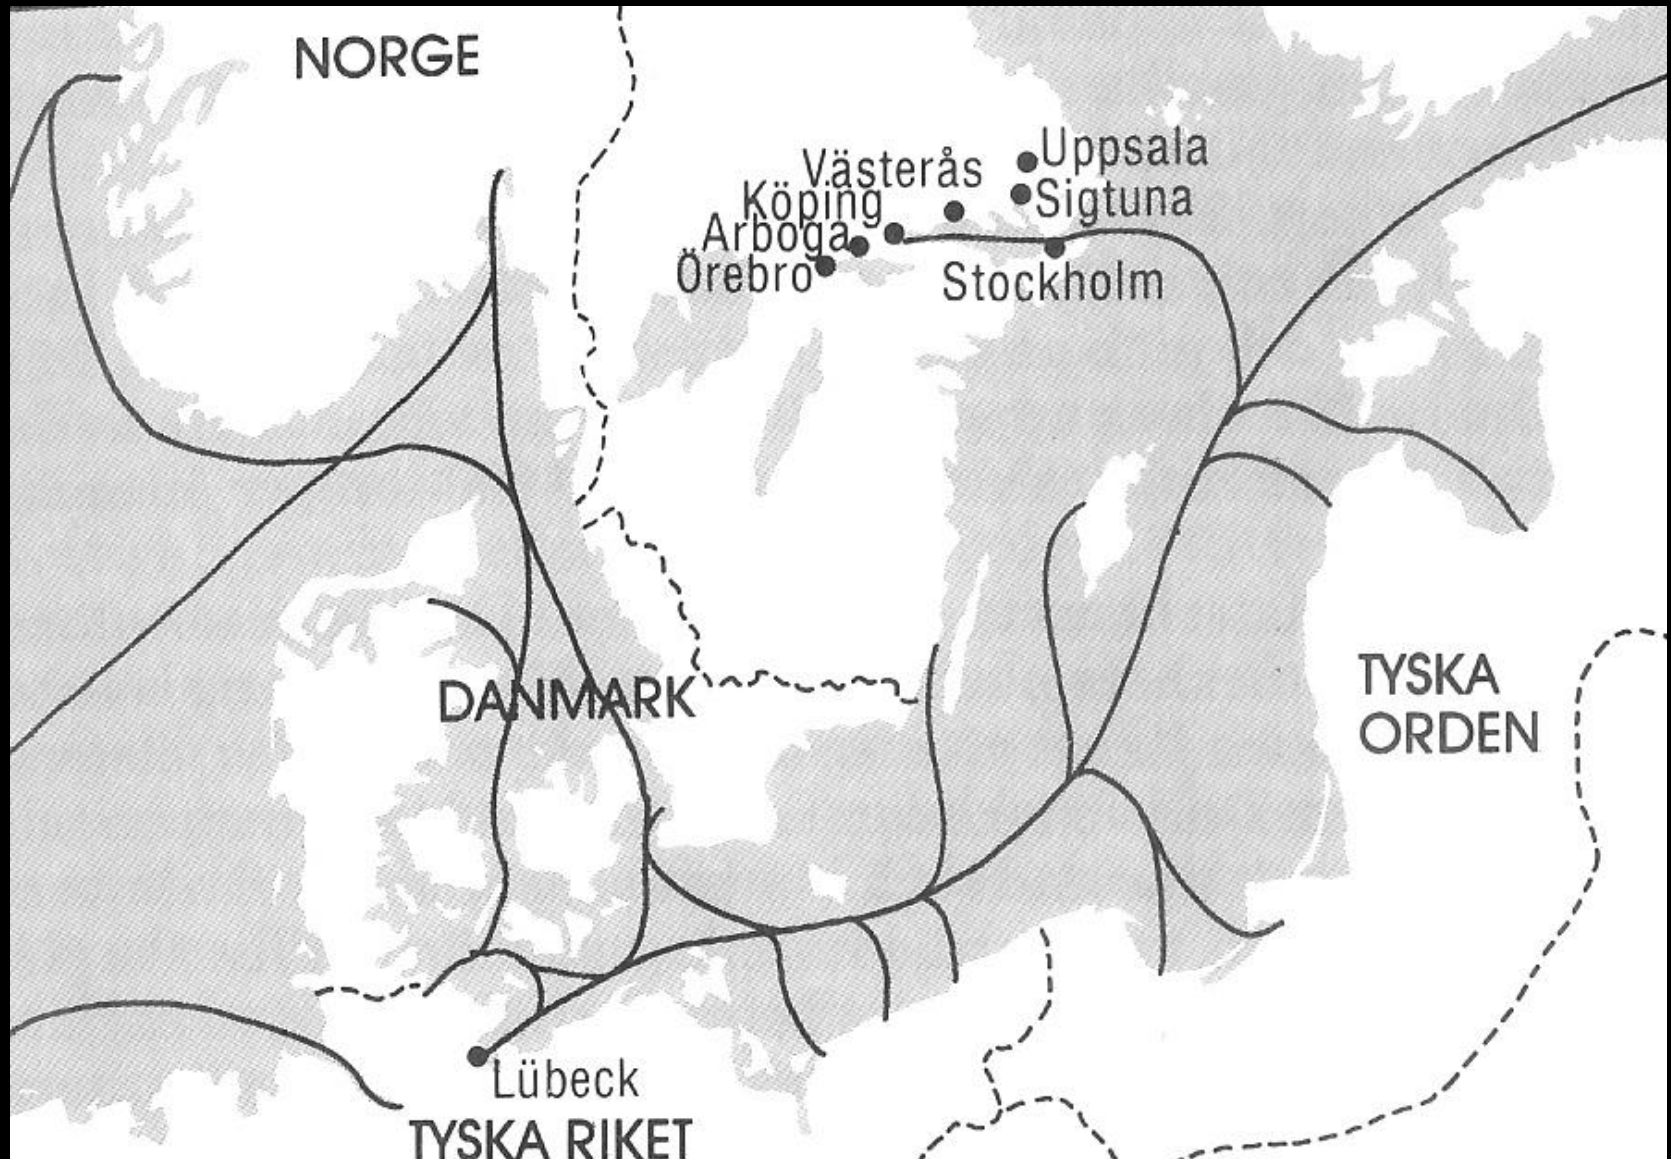 NORGE
Uppsala
Västerås
Sigtuna
Köping
Arboga
Örebro
Stockholm
TYSKA
ORDEN
DANMARK
Lübeck
TYSKA RIKET